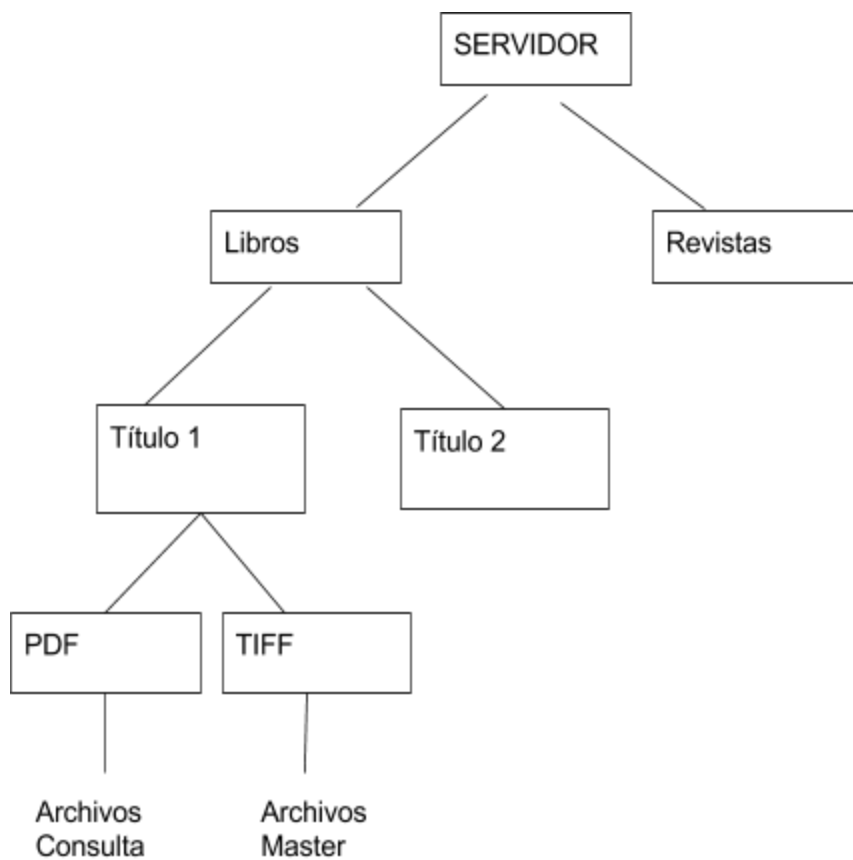 SERVIDOR
Libros
Revistas
Título 1
Título 2
PDF
TIFF
Archivos
Consulta
Archivos
Master